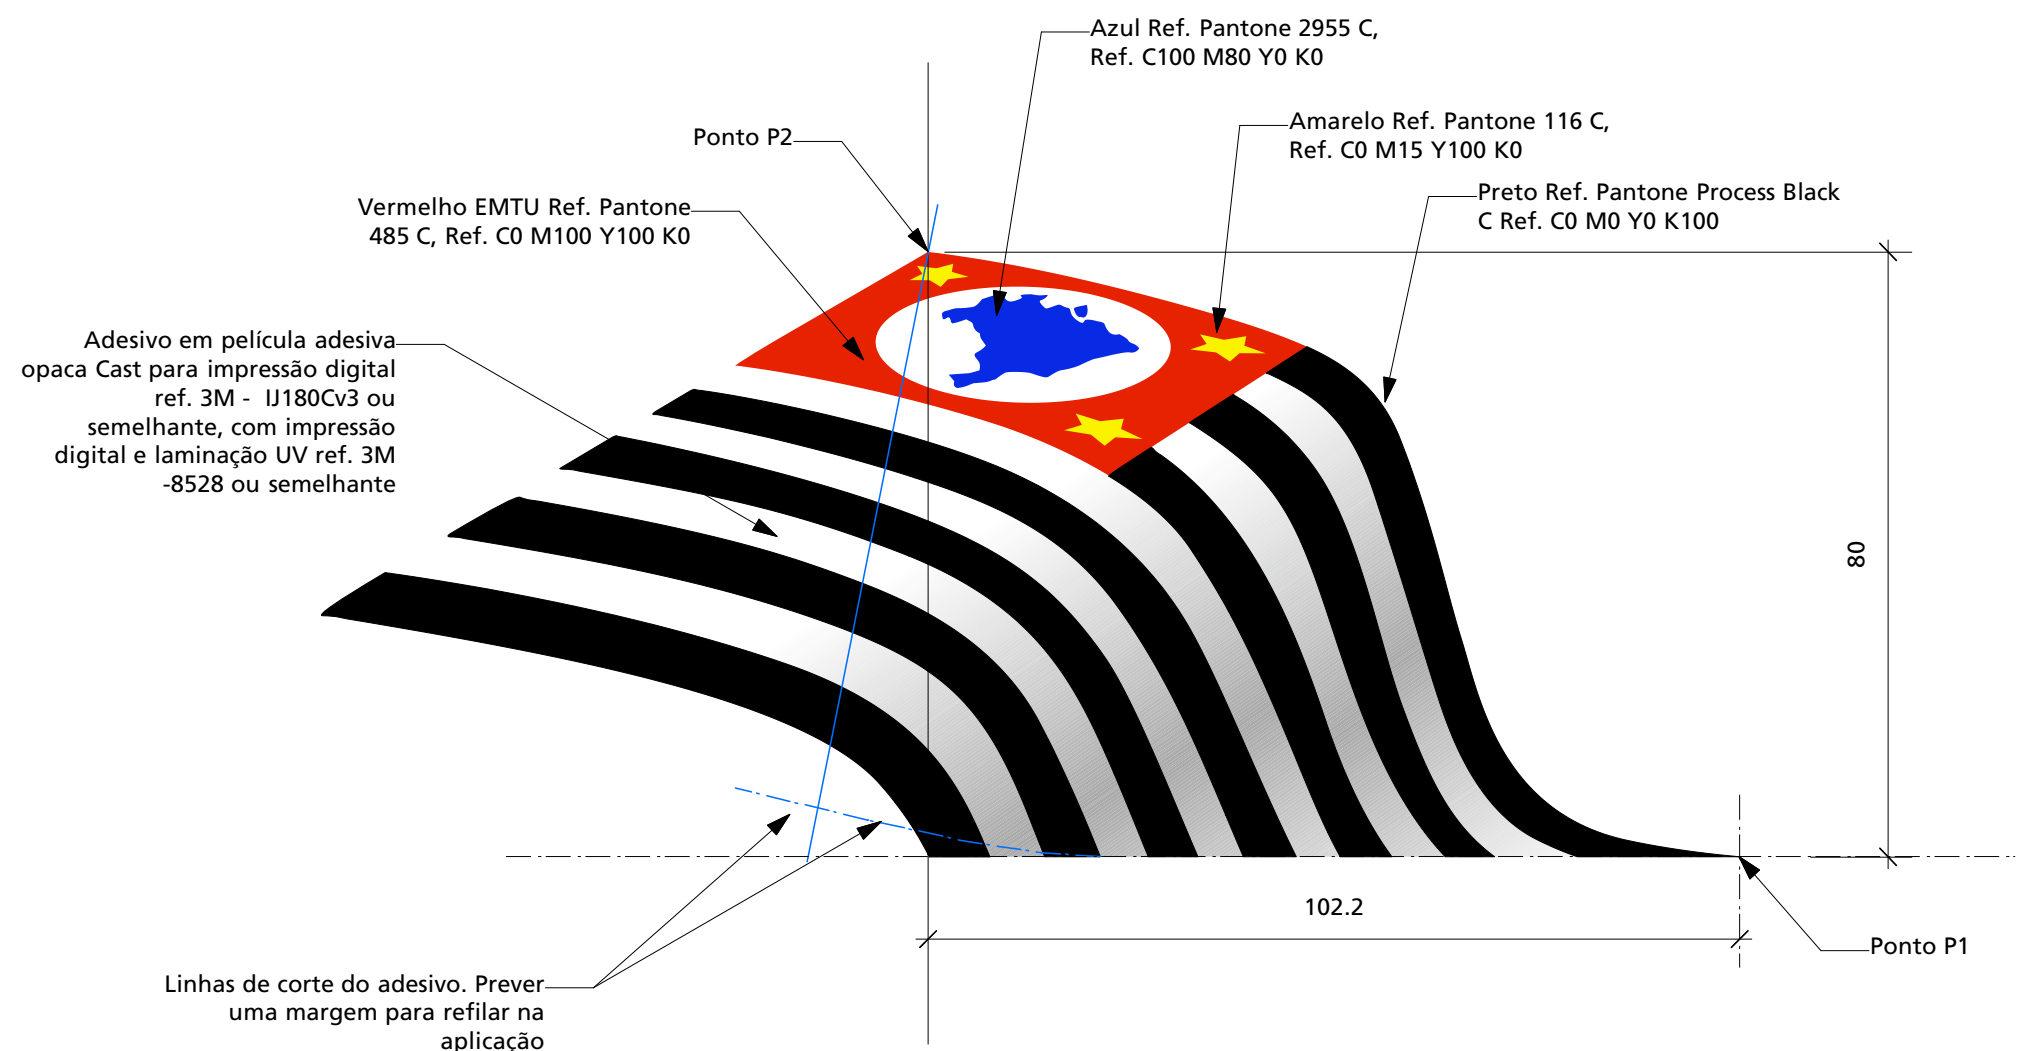 Azul Ref. Pantone 2955 C,
Ref. C100 M80 Y0 K0
Amarelo Ref. Pantone 116 C,
Ref. C0 M15 Y100 K0
Ponto P2
Preto Ref. Pantone Process Black
C Ref. C0 M0 Y0 K100
Vermelho EMTU Ref. Pantone
485 C, Ref. C0 M100 Y100 K0
Adesivo em película adesiva
opaca Cast para impressão digital
ref. 3M -  IJ180Cv3 ou
semelhante, com impressão
digital e laminação UV ref. 3M
-8528 ou semelhante
80
102.2
Ponto P1
Linhas de corte do adesivo. Prever
uma margem para refilar na
aplicação